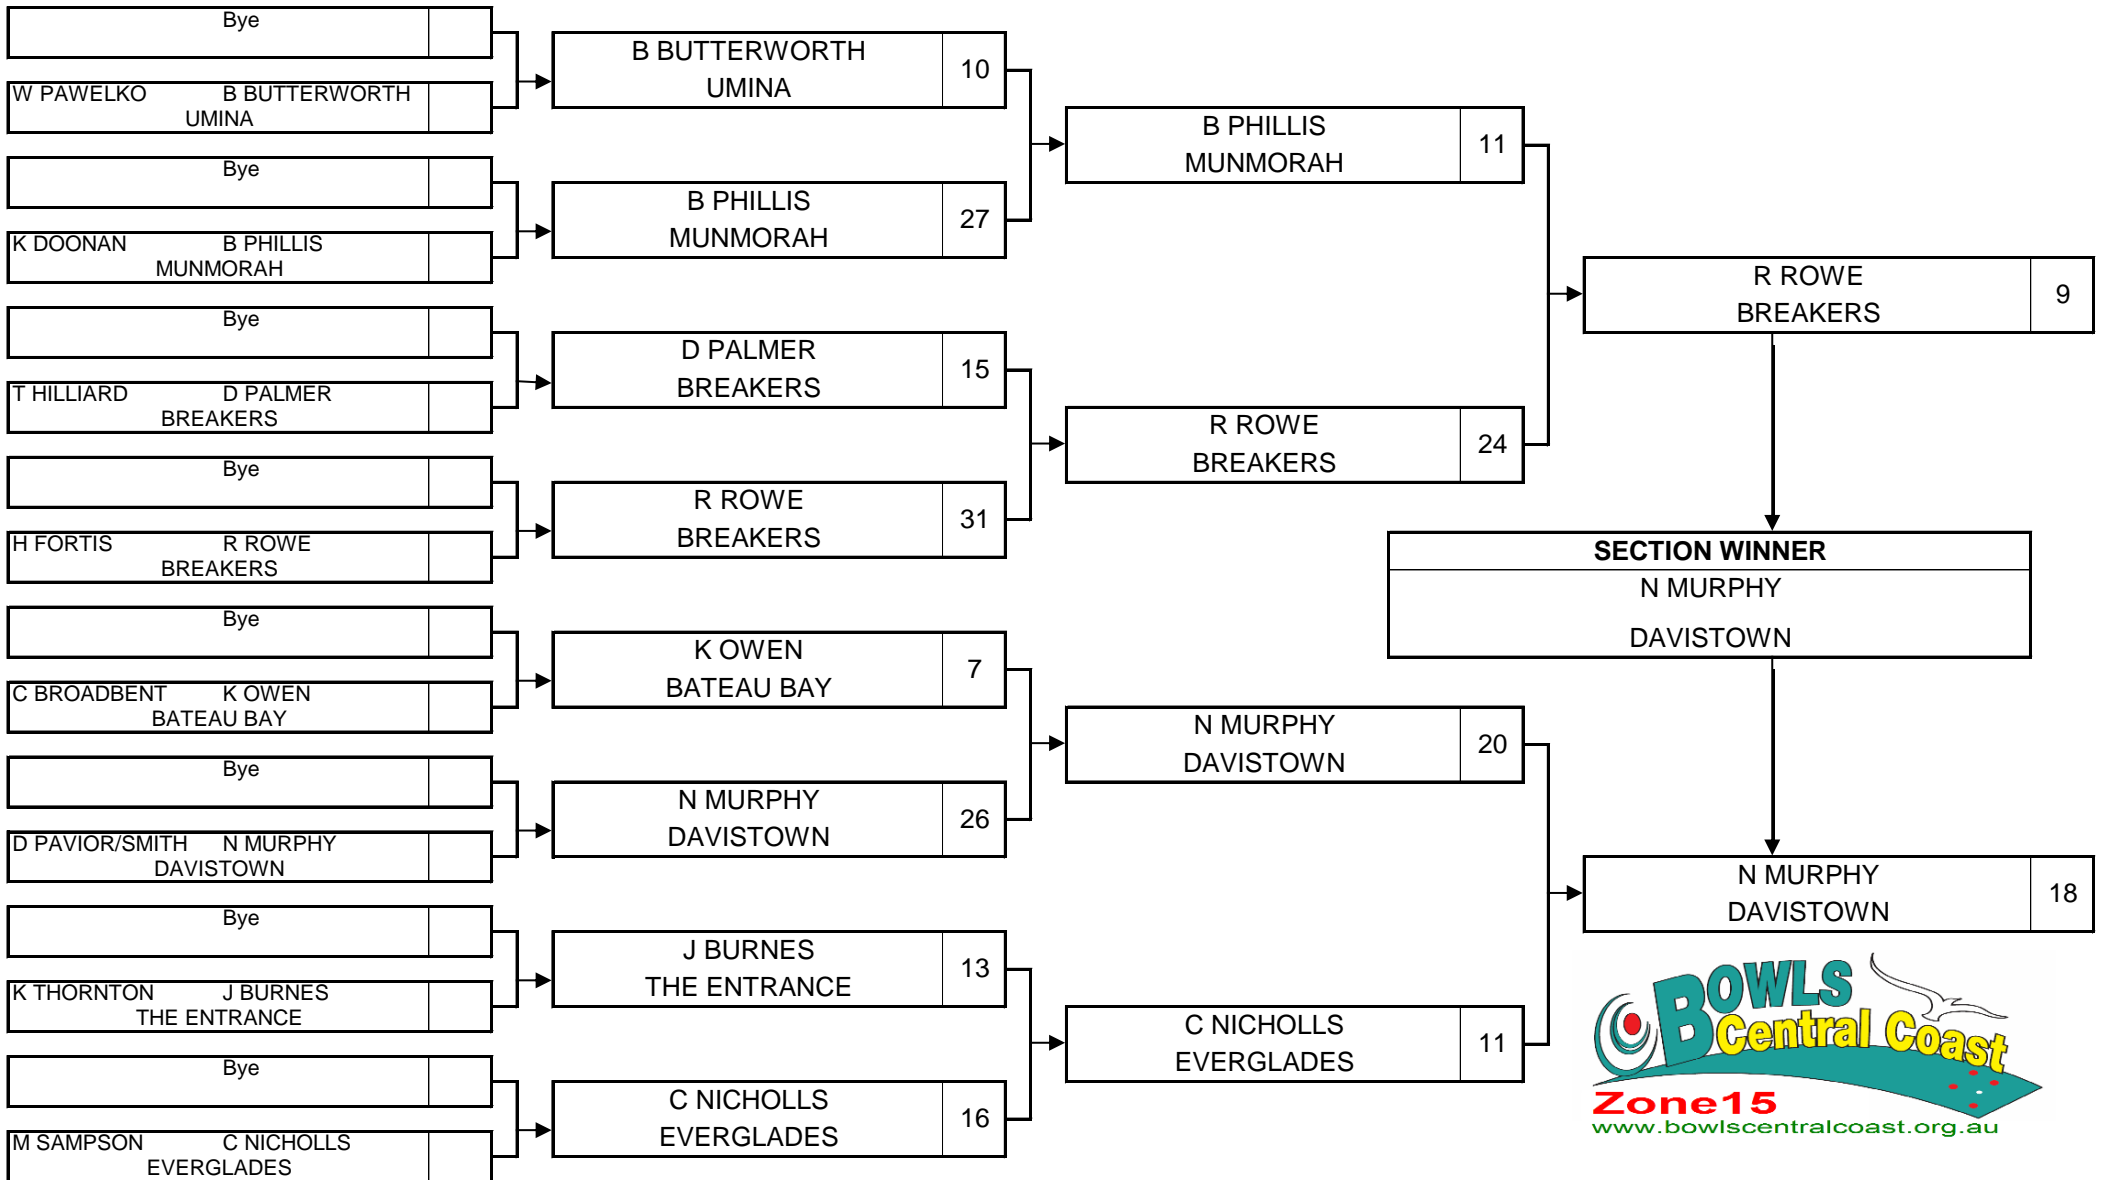 Bye
W PAWELKO B BUTTERWORTH
UMINA
Bye
K DOONAN B PHILLIS
MUNMORAH
Bye
T HILLIARD D PALMER
BREAKERS
Bye
H FORTIS R ROWE
BREAKERS
Bye
C BROADBENT K OWEN
BATEAU BAY
Bye
D PAVIOR/SMITH N MURPHY
DAVISTOWN
Bye
K THORNTON J BURNES
THE ENTRANCE
Bye
M SAMPSON C NICHOLLS
EVERGLADES
B BUTTERWORTH
UMINA
10
B PHILLIS
MUNMORAH
27
D PALMER
BREAKERS
15
R ROWE
BREAKERS
31
K OWEN
BATEAU BAY
7
N MURPHY
DAVISTOWN
26
J BURNES
THE ENTRANCE
13
C NICHOLLS
EVERGLADES
16
B PHILLIS
MUNMORAH
11
R ROWE
BREAKERS
24
N MURPHY
DAVISTOWN
20
C NICHOLLS
EVERGLADES
11
R ROWE
BREAKERS
9
SECTION WINNER
N MURPHY
DAVISTOWN
N MURPHY
DAVISTOWN
18
BOWLS
Central Coast
Zone15
www.bowlscentralcoast.org.au